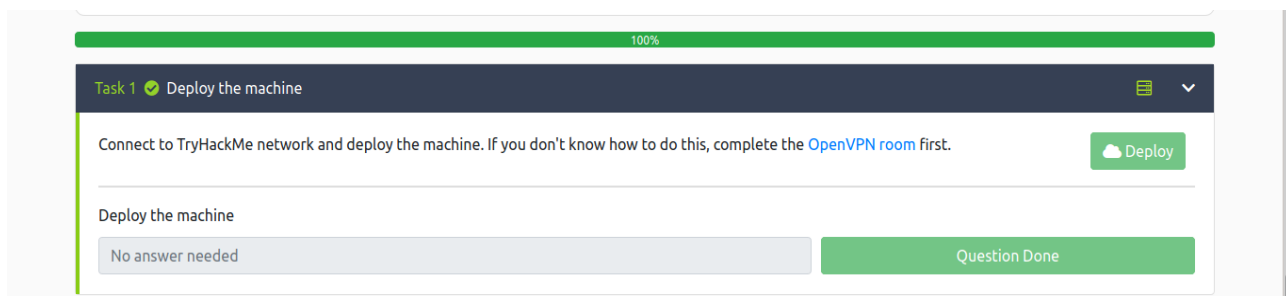 100%
Task 1 Deploy the machine
Connect to TryHackMe network and deploy the machine. If you don't know how to do this, complete the OpenVPN room first.
Deploy
Deploy the machine
No answer needed
Question Done